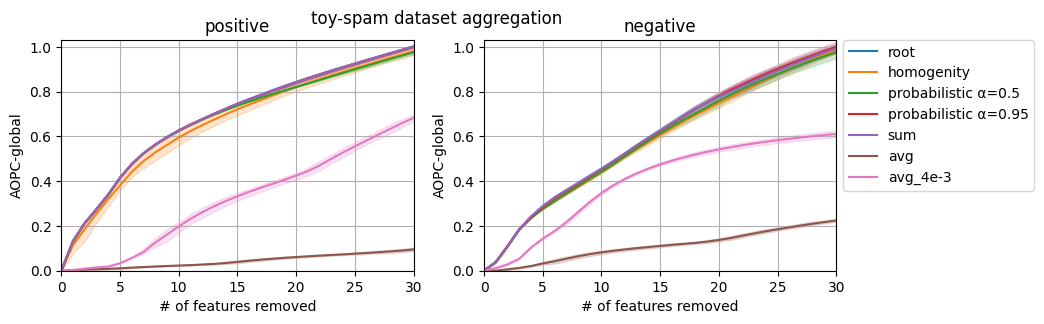 toy-spam dataset aggregation
positive
negative
AOPC-global
1.0
0.8
0.6
0.4
0.2
0.0
0 5 10 15 20 25 30
# of features removed
AOPC-global
1.0
0.8
0.6
0.4
0.2
0.0
0 5 10 15 20 25 30
# of features removed
root
homogenity
probabilistic α=0.5
probabilistic α=0.95
sum
avg
avg_4e-3